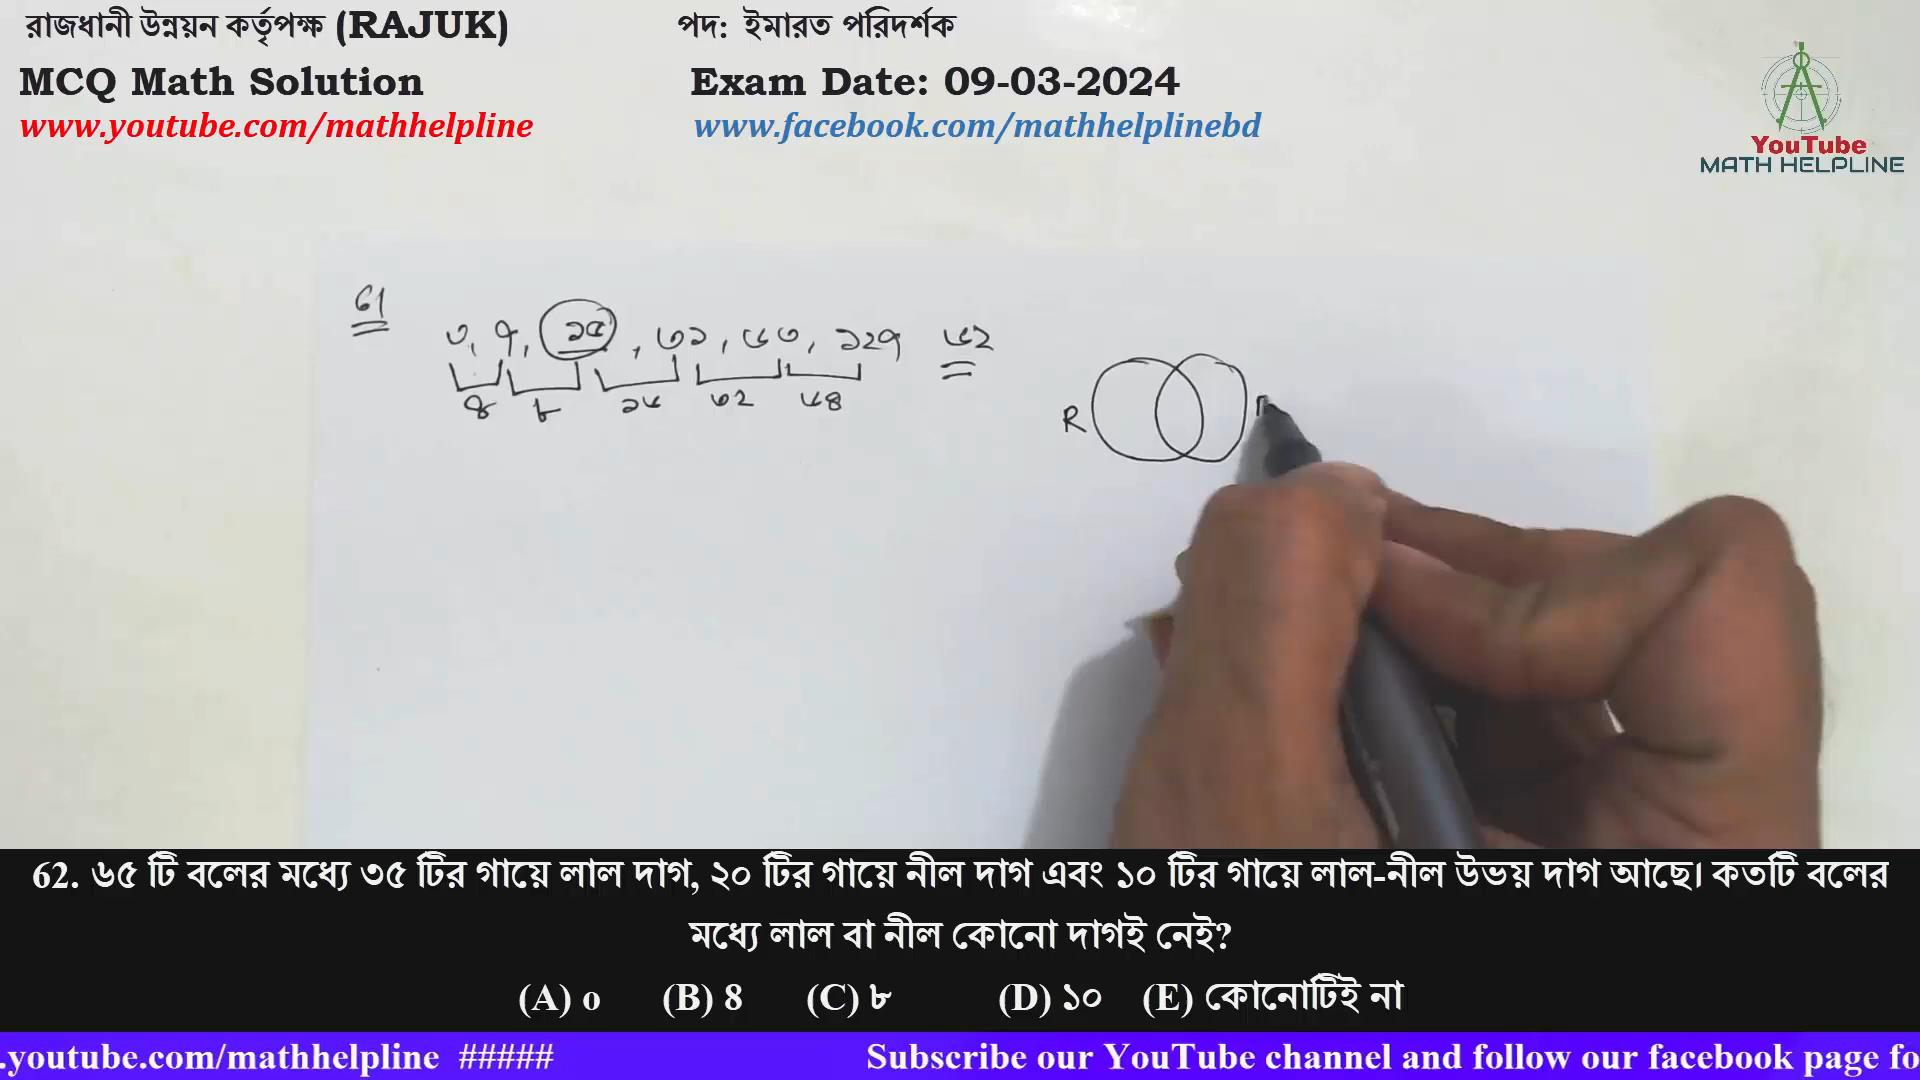 রাজধানী উন্নয়ন কর্তৃপক্ষ (RAJUK)
পদ: ইমারত পরিদর্শক
MCQ Math Solution
Exam Date: 09-03-2024
www.youtube.com/mathhelpline
www.facebook.com/mathhelplinebd
YouTube
MATH HELPLINE
61
৩, ৭, ১৫, ৩১, ৬৩, ১২৭
৬২
৪ ৮ ১৬ ৩২ ৬৪
R
62. ৬৫ টি বলের মধ্যে ৩৫ টির গায়ে লাল দাগ, ২০ টির গায়ে নীল দাগ এবং ১০ টির গায়ে লাল-নীল উভয় দাগ আছে। কতটি বলের
মধ্যে লাল বা নীল কোনো দাগই নেই?
(A) ০ (B) 8 (C) ৮ (D) ১০ (E) কোনোটিই না
.youtube.com/mathhelpline ##### Subscribe our YouTube channel and follow our facebook page fo